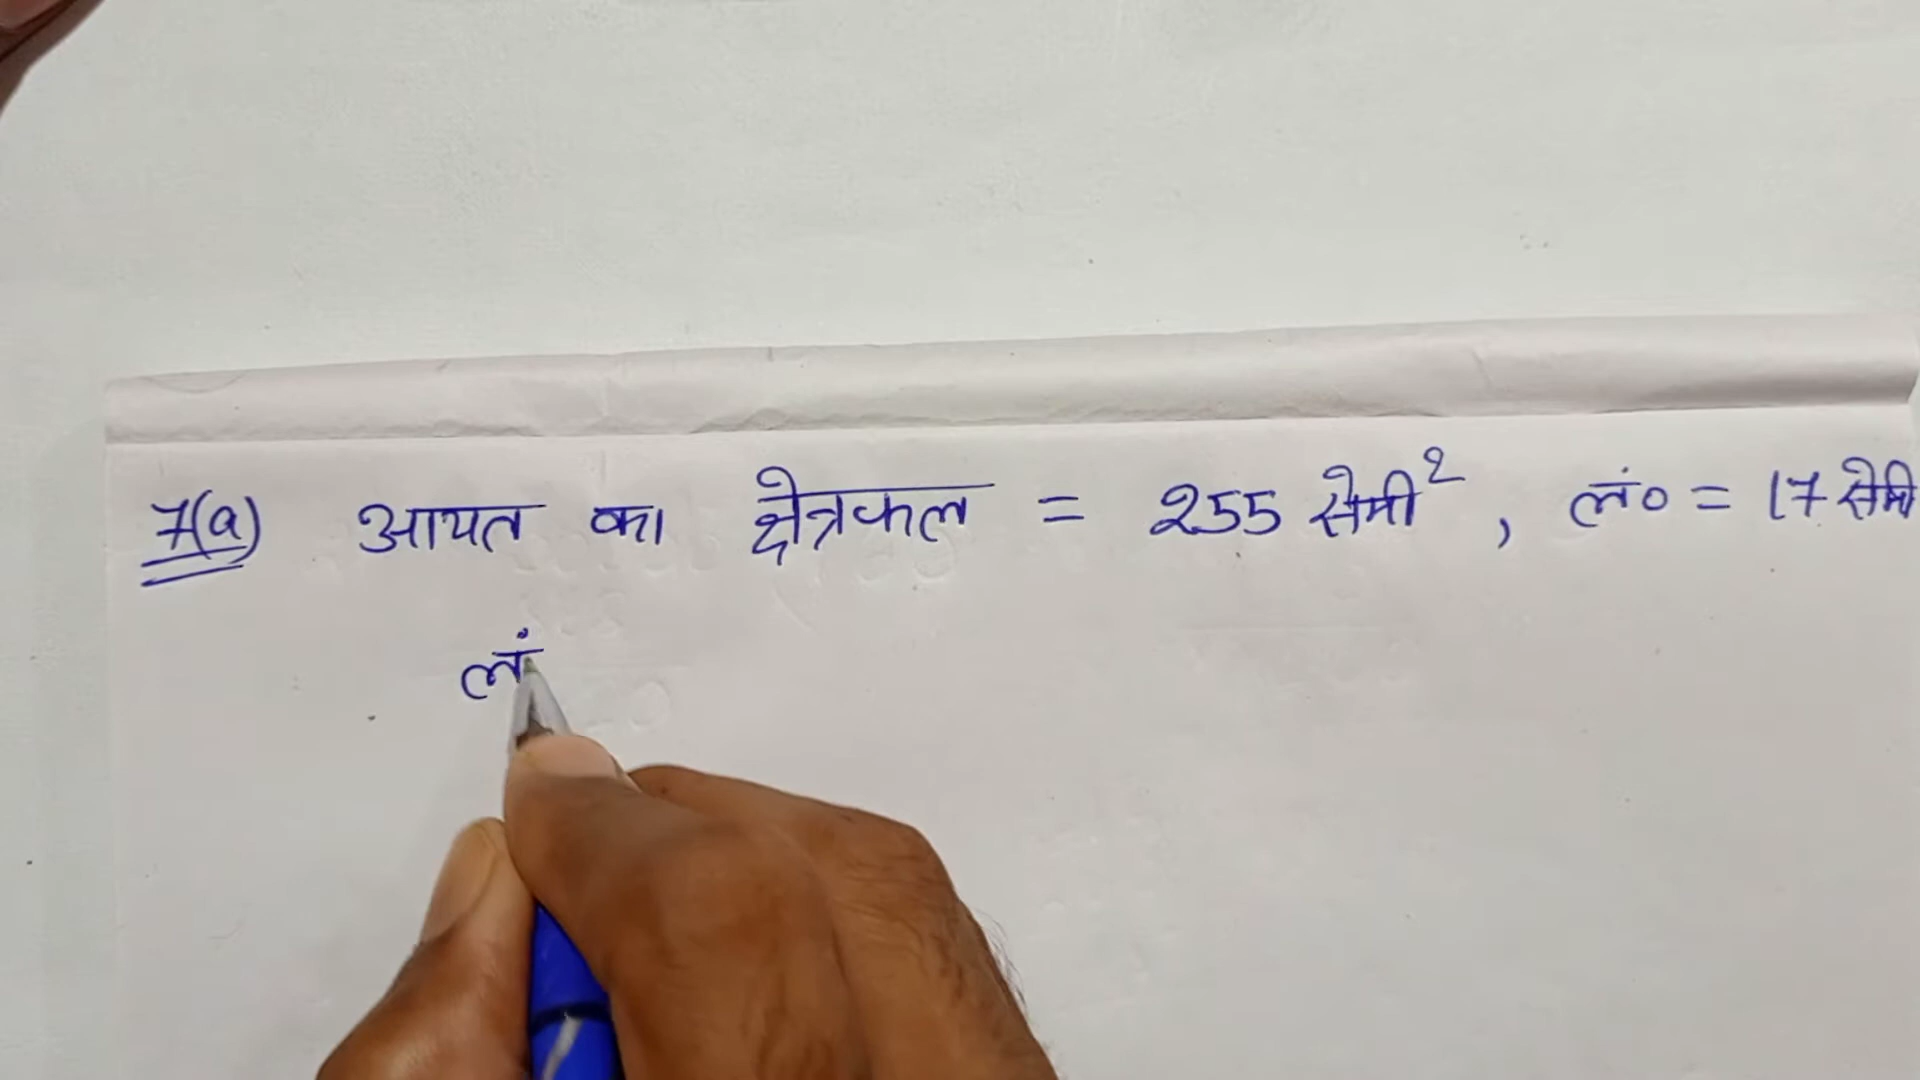 7(a) आयत का क्षेत्रफल = 255 सेमी², लं० = 17 सेमी
लं